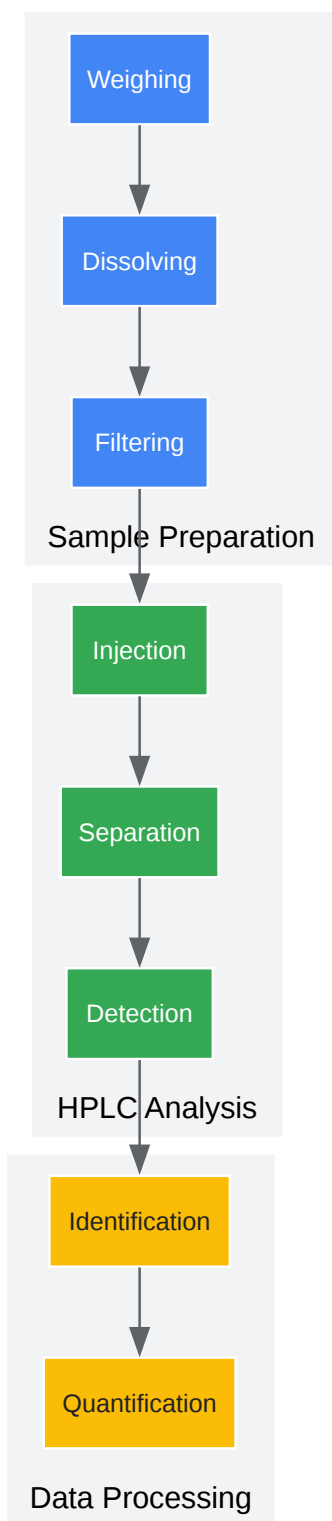 Weighing
Dissolving
Filtering
Sample Preparation
Injection
Separation
Detection
HPLC Analysis
Identification
Quantification
Data Processing